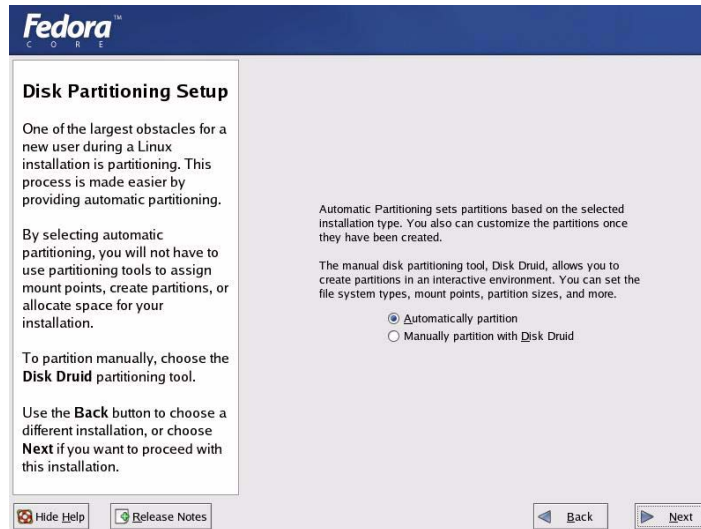 Fedora™
CORE
Disk Partitioning Setup
One of the largest obstacles for a
new user during a Linux
installation is partitioning. This
process is made easier by
providing automatic partitioning.
By selecting automatic
partitioning, you will not have to
use partitioning tools to assign
mount points, create partitions, or
allocate space for your
installation.
To partition manually, choose the
Disk Druid partitioning tool.
Use the Back button to choose a
different installation, or choose
Next if you want to proceed with
this installation.
Automatic Partitioning sets partitions based on the selected
installation type. You also can customize the partitions once
they have been created.
The manual disk partitioning tool, Disk Druid, allows you to
create partitions in an interactive environment. You can set the
file system types, mount points, partition sizes, and more.
Automatically partition
Manually partition with Disk Druid
Hide Help
Release Notes
Back
Next